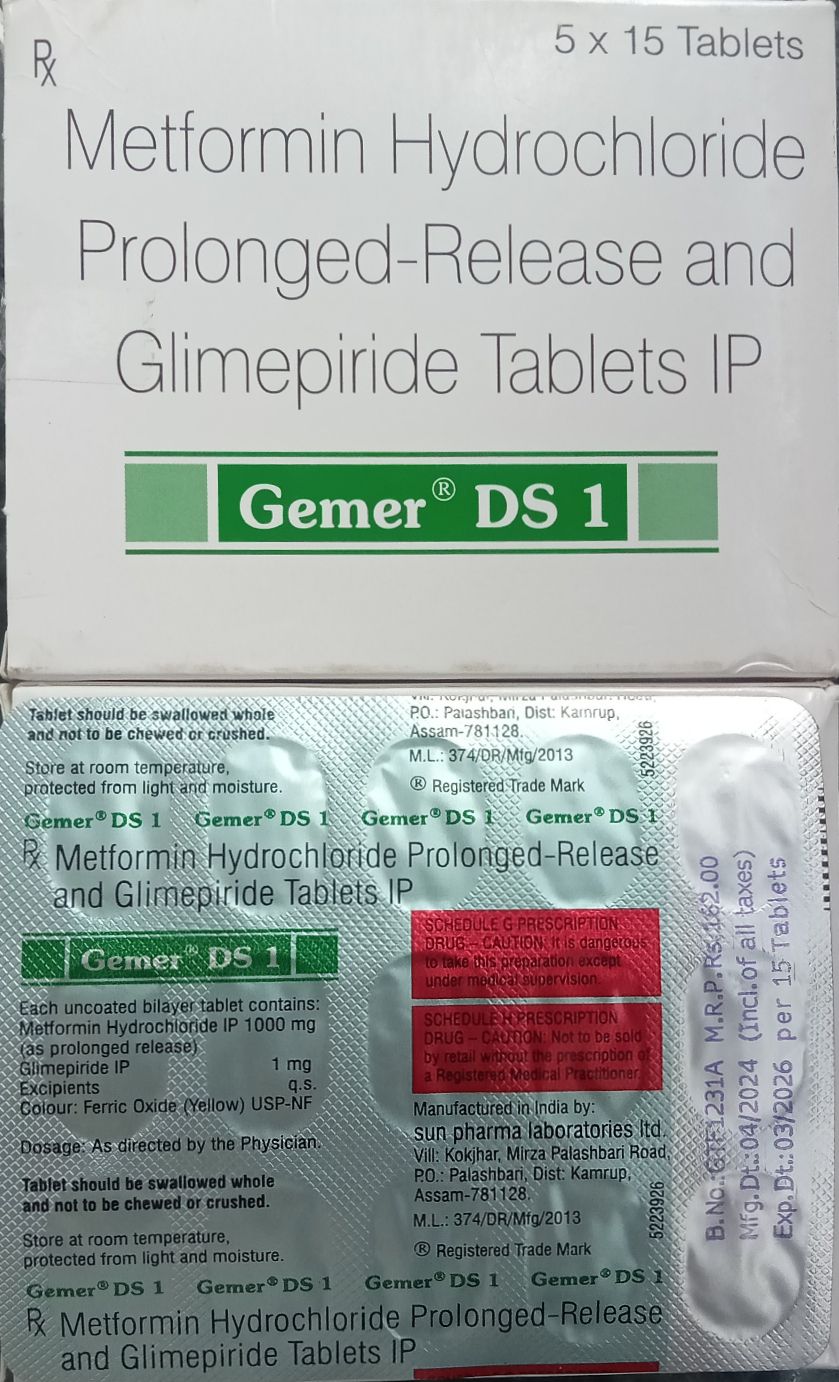 Rx
5 x 15 Tablets
Metformin Hydrochloride
Prolonged-Release and
Glimepiride Tablets IP
Gemer® DS 1
Tablet should be swallowed whole
and not to be chewed or crushed.
Store at room temperature,
protected from light and moisture.
P.O.: Palashbari, Dist: Kamrup,
Assam-781128.
M.L.: 374/DR/Mfg/2013
® Registered Trade Mark
5223926
Gemer® DS 1 Gemer® DS 1 Gemer® DS 1 Gemer® DS 1
Rx Metformin Hydrochloride Prolonged-Release
and Glimepiride Tablets IP
Gemer® DS 1
Each uncoated bilayer tablet contains:
Metformin Hydrochloride IP 1000 mg
(as prolonged release)
Glimepiride IP 1 mg
Excipients q.s.
Colour: Ferric Oxide (Yellow) USP-NF
Dosage: As directed by the Physician.
Tablet should be swallowed whole
and not to be chewed or crushed.
Store at room temperature,
protected from light and moisture.
SCHEDULE G PRESCRIPTION
DRUG – CAUTION: It is dangerous
to take this preparation except
under medical supervision.
SCHEDULE H PRESCRIPTION
DRUG – CAUTION: Not to be sold
by retail without the prescription of
a Registered Medical Practitioner.
Manufactured in India by:
sun pharma laboratories ltd.
Vill: Kokjhar, Mirza Palashbari Road,
P.O.: Palashbari, Dist: Kamrup,
Assam-781128.
M.L.: 374/DR/Mfg/2013
® Registered Trade Mark
5223926
Gemer® DS 1 Gemer® DS 1 Gemer® DS 1 Gemer® DS 1
Rx Metformin Hydrochloride Prolonged-Release
and Glimepiride Tablets IP
M.R.P.Rs.162.00
Mfg.Dt.:04/2024 (Incl.of all taxes)
Exp.Dt.:03/2026 per 15 Tablets